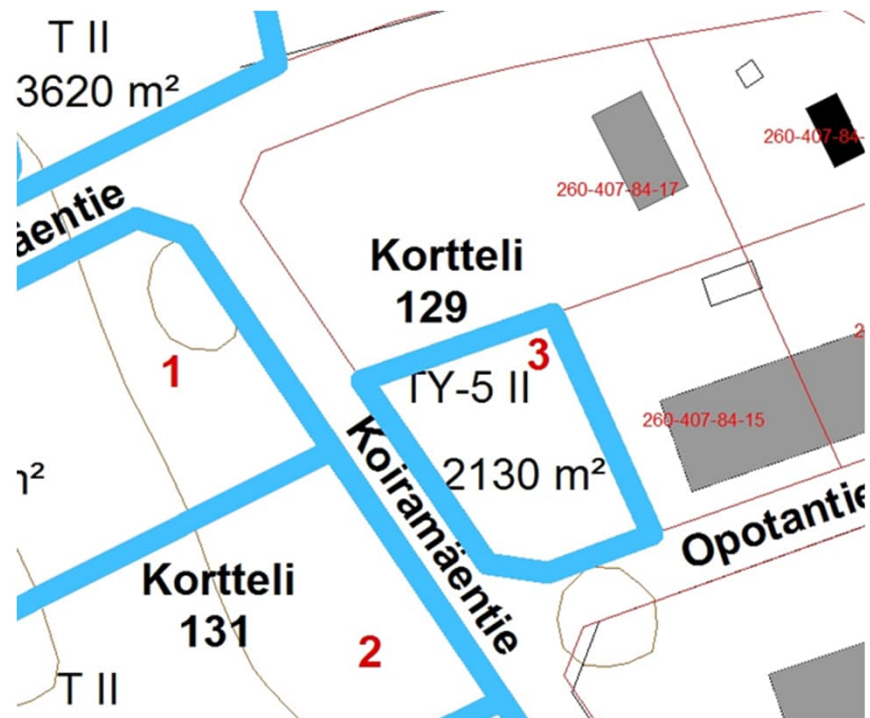 T II
3620 m²
260-407-84-
260-407-84-17
äentie
Kortteli
129
3
1
TY-5 II
260-407-84-15
2130 m²
m²
Koiramäentie
Opotantie
Kortteli
131
2
T II